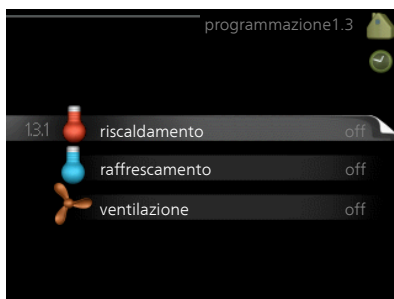 programmazione1.3
1.3.1 riscaldamento off
raffrescamento off
ventilazione off